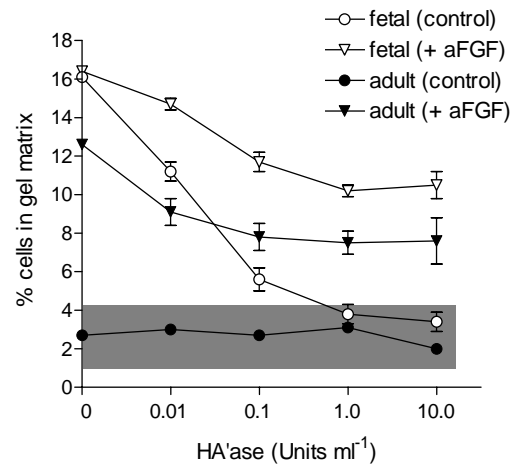 fetal (control)
fetal (+ aFGF)
adult (control)
adult (+ aFGF)
% cells in gel matrix
18
16
14
12
10
8
6
4
2
0
0 0.01 0.1 1.0 10.0
HA'ase (Units ml⁻¹)